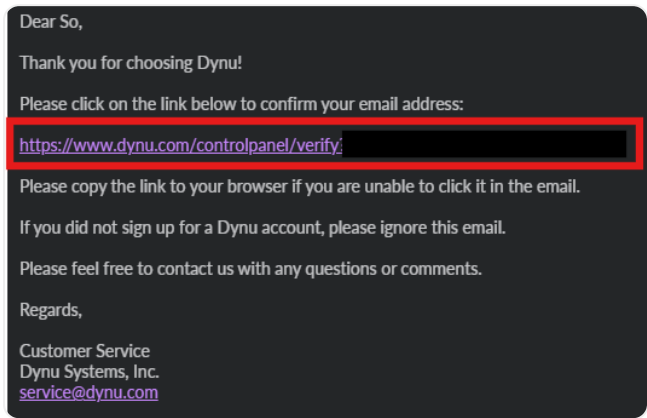 Dear So,
Thank you for choosing Dynu!
Please click on the link below to confirm your email address:
https://www.dynu.com/controlpanel/verify?
Please copy the link to your browser if you are unable to click it in the email.
If you did not sign up for a Dynu account, please ignore this email.
Please feel free to contact us with any questions or comments.
Regards,
Customer Service
Dynu Systems, Inc.
service@dynu.com